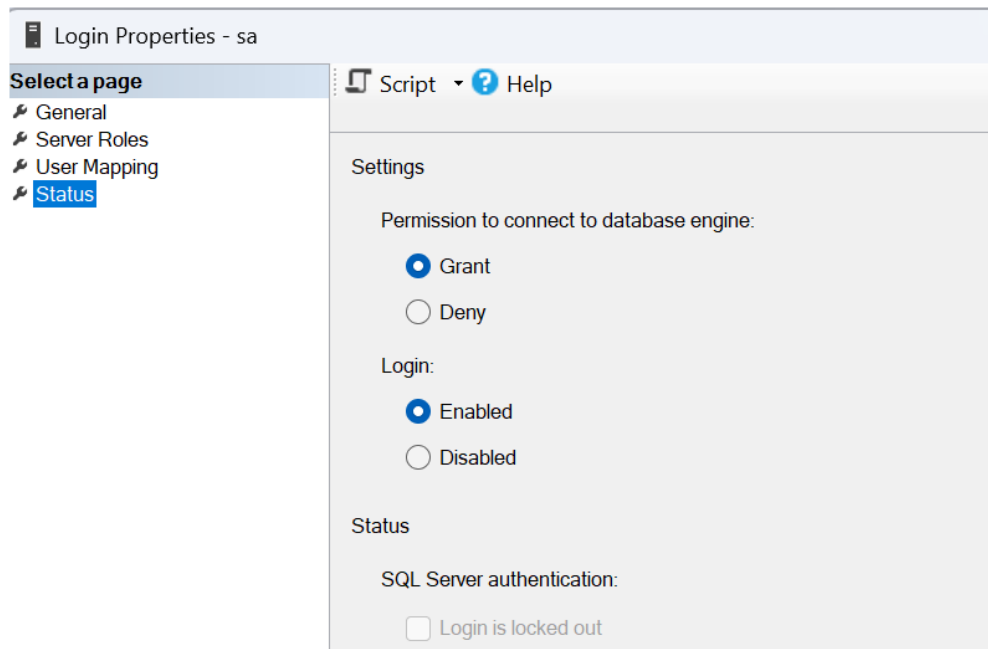 Login Properties - sa
Select a page
Script Help
General
Server Roles
User Mapping
Status
Settings
Permission to connect to database engine:
Grant
Deny
Login:
Enabled
Disabled
Status
SQL Server authentication:
Login is locked out